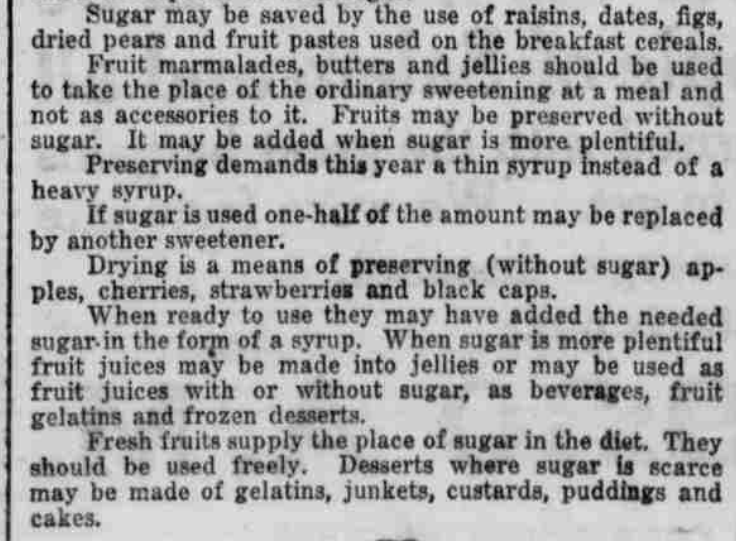 Sugar may be saved by the use of raisins, dates, figs,
dried pears and fruit pastes used on the breakfast cereals.
Fruit marmalades, butters and jellies should be used
to take the place of the ordinary sweetening at a meal and
not as accessories to it. Fruits may be preserved without
sugar. It may be added when sugar is more plentiful.
Preserving demands this year a thin syrup instead of a
heavy syrup.
If sugar is used one-half of the amount may be replaced
by another sweetener.
Drying is a means of preserving (without sugar) ap-
ples, cherries, strawberries and black caps.
When ready to use they may have added the needed
sugar in the form of a syrup. When sugar is more plentiful
fruit juices may be made into jellies or may be used as
fruit juices with or without sugar, as beverages, fruit
gelatins and frozen desserts.
Fresh fruits supply the place of sugar in the diet. They
should be used freely. Desserts where sugar is scarce
may be made of gelatins, junkets, custards, puddings and
cakes.